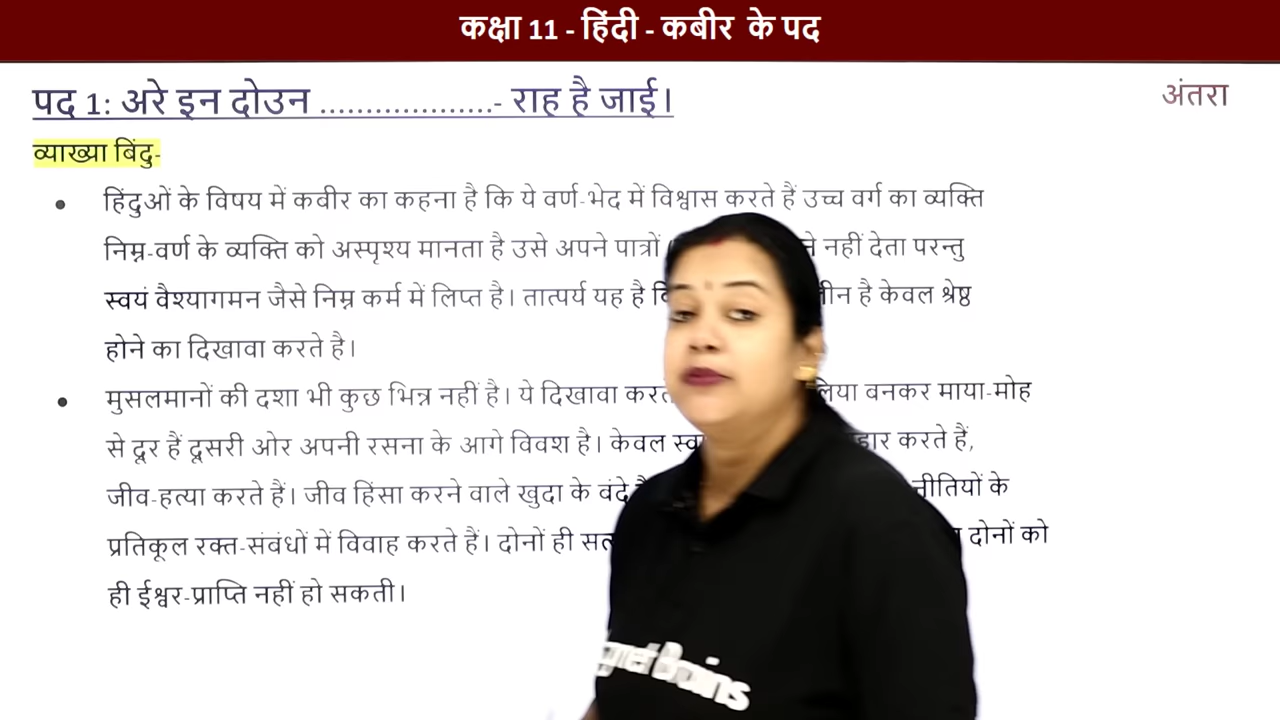 कक्षा 11 - हिंदी - कबीर के पद
पद 1: अरे इन दोउन ...................- राह है जाई।
अंतरा
व्याख्या बिंदु-
हिंदुओं के विषय में कबीर का कहना है कि ये वर्ण-भेद में विश्वास करते हैं उच्च वर्ग का व्यक्ति
निम्न-वर्ण के व्यक्ति को अस्पृश्य मानता है उसे अपने पात्रों नहीं देता परन्तु
स्वयं वैश्यागमन जैसे निम्न कर्म में लिप्त है। तात्पर्य यह है है केवल श्रेष्ठ
होने का दिखावा करते है।
मुसलमानों की दशा भी कुछ भिन्न नहीं है। ये दिखावा वनकर माया-मोह
से दूर हैं दूसरी ओर अपनी रसना के आगे विवश है। केवल करते हैं,
जीव-हत्या करते हैं। जीव हिंसा करने वाले खुदा के बंदे के
प्रतिकूल रक्त-संबंधों में विवाह करते हैं। दोनों ही दोनों को
ही ईश्वर-प्राप्ति नहीं हो सकती।
Brains